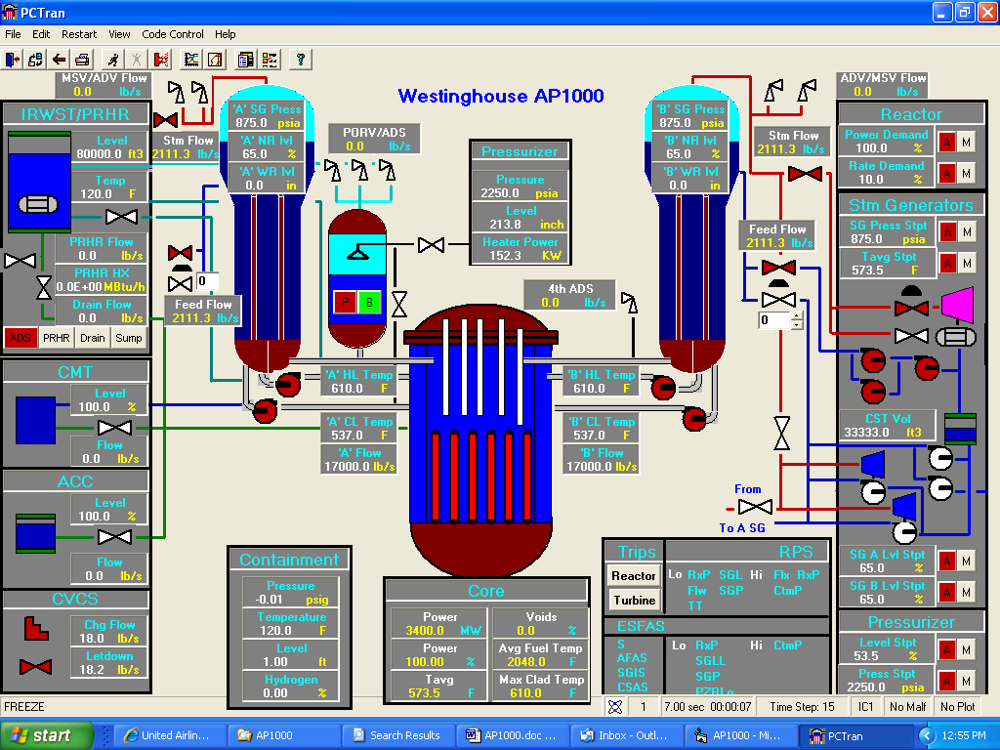 PCTran
File Edit Restart View Code Control Help
MSV/ADV Flow
0.0 lb/s
IRWST/PRHR
Level
80000.0 ft3
Temp
120.0 F
PRHR Flow
0.0 lb/s
PRHR HX
0.0E+00 MBtu/h
Drain Flow
0.0 lb/s
ADS PRHR Drain Sump
CMT
Level
100.0 %
Flow
0.0 lb/s
ACC
Level
100.0 %
Flow
0.0 lb/s
CVCS
Chg Flow
18.0 lb/s
Letdown
18.2 lb/s
Stm Flow
2111.3 lb/s
0
Feed Flow
2111.3 lb/s
'A' SG Press
875.0 psia
'A' NR lvl
65.0 %
'A' WR lvl
0.0 in
Westinghouse AP1000
PORV/ADS
0.0 lb/s
Pressurizer
Pressure
2250.0 psia
Level
213.8 inch
Heater Power
152.3 KW
P B
4th ADS
0.0 lb/s
'A' HL Temp
610.0 F
'A' CL Temp
537.0 F
'A' Flow
17000.0 lb/s
'B' HL Temp
610.0 F
'B' CL Temp
537.0 F
'B' Flow
17000.0 lb/s
'B' SG Press
875.0 psia
'B' NR lvl
65.0 %
'B' WR lvl
0.0 in
ADV/MSV Flow
0.0 lb/s
Stm Flow
2111.3 lb/s
Feed Flow
2111.3 lb/s
0
From
To A SG
Reactor
Power Demand
100.0 % A M
Rate Demand
10.0 % A M
Stm Generators
SG Press Stpt
875.0 psia A M
Tavg Stpt
573.5 F A M
CST Vol
33333.0 ft3
SG A Lvl Stpt
65.0 % A M
SG B Lvl Stpt
65.0 % A M
Pressurizer
Level Stpt
53.5 % A M
Press Stpt
2250.0 psia A M
Containment
Pressure
-0.01 psig
Temperature
120.0 F
Level
1.00 ft
Hydrogen
0.00 %
Core
Power
3400.0 MW
Power
100.00 %
Tavg
573.5 F
Voids
0.0 %
Avg Fuel Temp
2048.0 F
Max Clad Temp
610.0 F
Trips RPS
Reactor
Turbine
Lo RxP SGL Hi Flx RxP
Flw SGP CtmP
TT
ESFAS
S
AFAS
SGIS
CSAS
Lo RxP Hi CtmP
SGLL
SGP
PZRLo
FREEZE
1 7.00 sec 00:00:07 Time Step: 15 IC1 No Malf No Plot
start United Airlin... AP1000 Search Results AP1000.doc ... Inbox - Outl... AP1000 - Mi... PCTran 12:55 PM